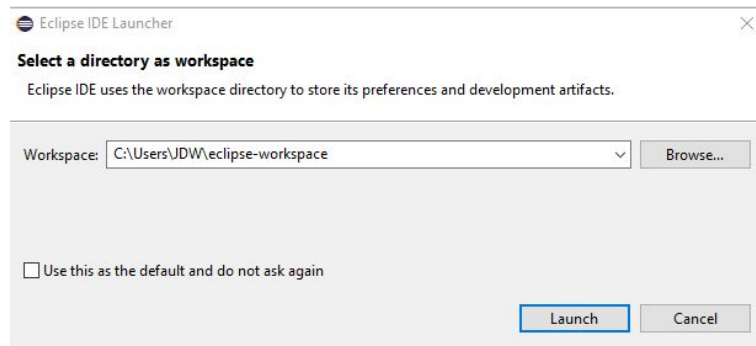 Eclipse IDE Launcher
Select a directory as workspace
Eclipse IDE uses the workspace directory to store its preferences and development artifacts.
Workspace: C:\Users\JDW\eclipse-workspace Browse...
Use this as the default and do not ask again
Launch Cancel